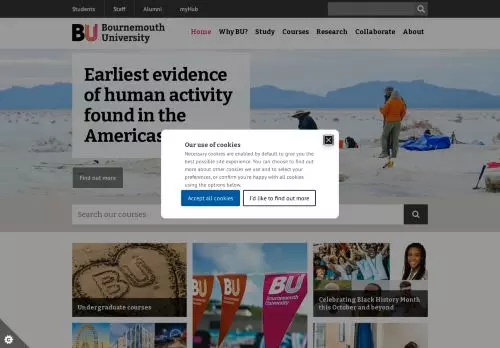 Students Staff Alumni myHub
BU Bournemouth
University
Home Why BU? Study Courses Research Collaborate About
Earliest evidence
of human activity
found in the
Americas
Find out more
Our use of cookies
Necessary cookies are enabled by default to give you the
best possible site experience. You can choose to find out
more about other cookies we use and to select your
preferences, or confirm you're happy with all cookies
using the options below.
Accept all cookies I'd like to find out more
Search our courses
BU
Undergraduate courses
BU
Bournemouth
University
BU
Bournemouth
University
Celebrating Black History Month
this October and beyond